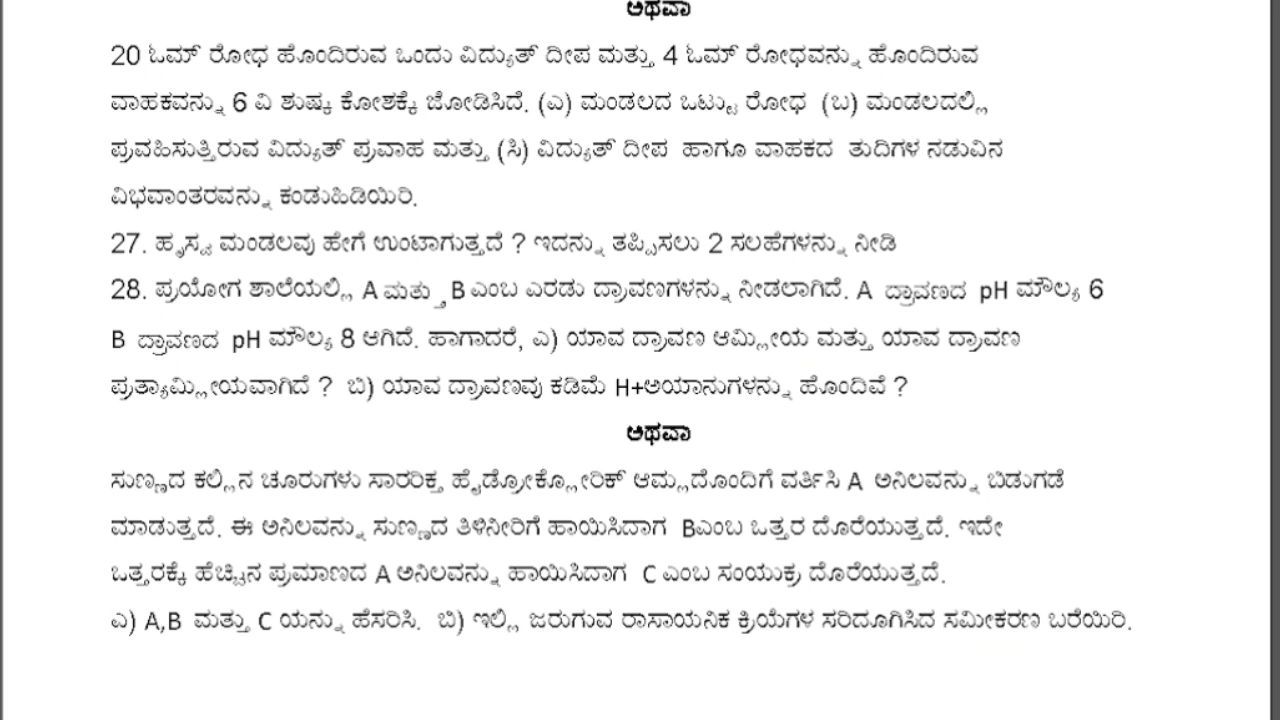 ಅಥವಾ
20 ಓಮ್ ರೋಧ ಹೊಂದಿರುವ ಒಂದು ವಿದ್ಯುತ್ ದೀಪ ಮತ್ತು 4 ಓಮ್ ರೋಧವನ್ನು ಹೊಂದಿರುವ
ವಾಹಕವನ್ನು 6 ವಿ ಶುಷ್ಕ ಕೋಶಕ್ಕೆ ಜೋಡಿಸಿದೆ. (ಎ) ಮಂಡಲದ ಒಟ್ಟು ರೋಧ (ಬಿ) ಮಂಡಲದಲ್ಲಿ
ಪ್ರವಹಿಸುತ್ತಿರುವ ವಿದ್ಯುತ್ ಪ್ರವಾಹ ಮತ್ತು (ಸಿ) ವಿದ್ಯುತ್ ದೀಪ ಹಾಗೂ ವಾಹಕದ ತುದಿಗಳ ನಡುವಿನ
ವಿಭವಾಂತರವನ್ನು ಕಂಡುಹಿಡಿಯಿರಿ.
27. ಹೃಸ್ವ ಮಂಡಲವು ಹೇಗೆ ಉಂಟಾಗುತ್ತದೆ ? ಇದನ್ನು ತಪ್ಪಿಸಲು 2 ಸಲಹೆಗಳನ್ನು ನೀಡಿ
28. ಪ್ರಯೋಗ ಶಾಲೆಯಲ್ಲಿ A ಮತ್ತು B ಎಂಬ ಎರಡು ದ್ರಾವಣಗಳನ್ನು ನೀಡಲಾಗಿದೆ. A ದ್ರಾವಣದ pH ಮೌಲ್ಯ 6
B ದ್ರಾವಣದ pH ಮೌಲ್ಯ 8 ಆಗಿದೆ. ಹಾಗಾದರೆ, ಎ) ಯಾವ ದ್ರಾವಣ ಆಮ್ಲೀಯ ಮತ್ತು ಯಾವ ದ್ರಾವಣ
ಪ್ರತ್ಯಾಮ್ಲೀಯವಾಗಿದೆ ? ಬಿ) ಯಾವ ದ್ರಾವಣವು ಕಡಿಮೆ H+ಅಯಾನುಗಳನ್ನು ಹೊಂದಿವೆ ?
ಅಥವಾ
ಸುಣ್ಣದ ಕಲ್ಲಿನ ಚೂರುಗಳು ಸಾರರಿಕ್ತ ಹೈಡ್ರೋಕ್ಲೋರಿಕ್ ಆಮ್ಲದೊಂದಿಗೆ ವರ್ತಿಸಿ A ಅನಿಲವನ್ನು ಬಿಡುಗಡೆ
ಮಾಡುತ್ತದೆ. ಈ ಅನಿಲವನ್ನು ಸುಣ್ಣದ ತಿಳಿನೀರಿಗೆ ಹಾಯಿಸಿದಾಗ Bಎಂಬ ಒತ್ತರ ದೊರೆಯುತ್ತದೆ. ಇದೇ
ಒತ್ತರಕ್ಕೆ ಹೆಚ್ಚಿನ ಪ್ರಮಾಣದ A ಅನಿಲವನ್ನು ಹಾಯಿಸಿದಾಗ C ಎಂಬ ಸಂಯುಕ್ತ ದೊರೆಯುತ್ತದೆ.
ಎ) A,B ಮತ್ತು C ಯನ್ನು ಹೆಸರಿಸಿ. ಬಿ) ಇಲ್ಲಿ ಜರುಗುವ ರಾಸಾಯನಿಕ ಕ್ರಿಯೆಗಳ ಸರಿದೂಗಿಸಿದ ಸಮೀಕರಣ ಬರೆಯಿರಿ.